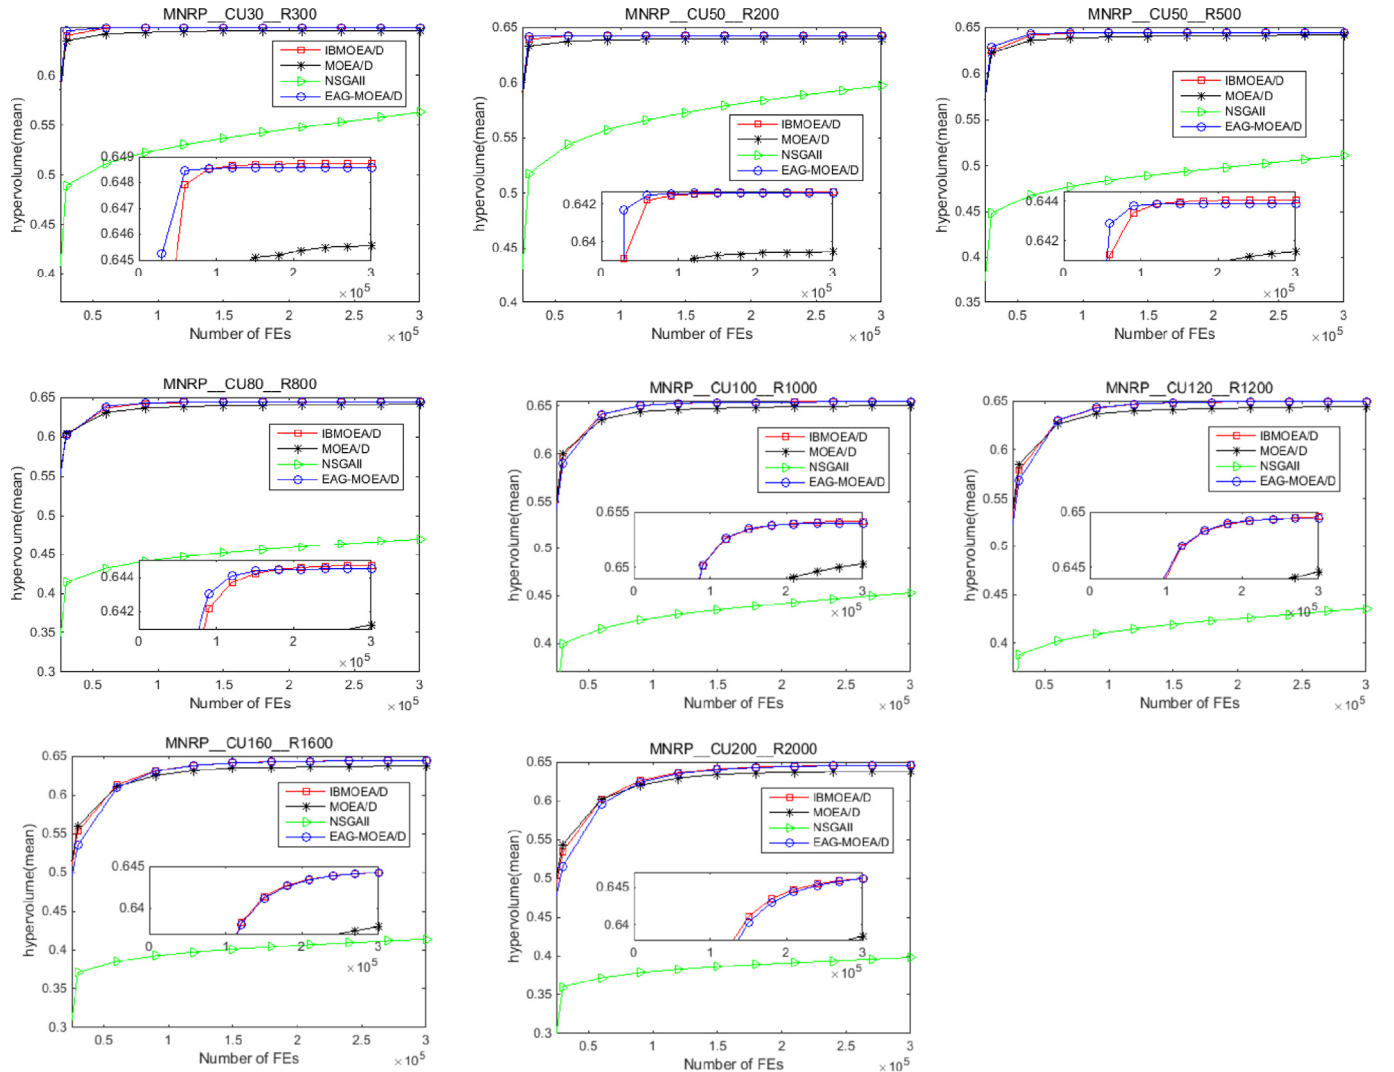 MNRP__CU30__R300
hypervolume(mean)
0.6
0.55
0.5
0.45
0.4
IBMOEA/D
MOEA/D
NSGAII
EAG-MOEA/D
0.649
0.648
0.647
0.646
0.645
0 1 2 3
×10^5
0.5 1 1.5 2 2.5 3
Number of FEs
×10^5
MNRP__CU50__R200
hypervolume(mean)
0.65
0.6
0.55
0.5
0.45
0.4
IBMOEA/D
MOEA/D
NSGAII
EAG-MOEA/D
0.642
0.64
0 1 2 3
×10^5
0.5 1 1.5 2 2.5 3
Number of FEs
×10^5
MNRP__CU50__R500
hypervolume(mean)
0.65
0.6
0.55
0.5
0.45
0.4
0.35
IBMOEA/D
MOEA/D
NSGAII
EAG-MOEA/D
0.644
0.642
0 1 2 3
×10^5
0.5 1 1.5 2 2.5 3
Number of FEs
×10^5
MNRP__CU80__R800
hypervolume(mean)
0.65
0.6
0.55
0.5
0.45
0.4
0.35
0.3
IBMOEA/D
MOEA/D
NSGAII
EAG-MOEA/D
0.644
0.642
0 1 2 3
×10^5
0.5 1 1.5 2 2.5 3
Number of FEs
×10^5
MNRP__CU100__R1000
hypervolume(mean)
0.65
0.6
0.55
0.5
0.45
0.4
IBMOEA/D
MOEA/D
NSGAII
EAG-MOEA/D
0.655
0.65
0 1 2 3
×10^5
0.5 1 1.5 2 2.5 3
Number of FEs
×10^5
MNRP__CU120__R1200
hypervolume(mean)
0.65
0.6
0.55
0.5
0.45
0.4
IBMOEA/D
MOEA/D
NSGAII
EAG-MOEA/D
0.65
0.645
0 1 2 3
×10^5
0.5 1 1.5 2 2.5 3
Number of FEs
×10^5
MNRP__CU160__R1600
hypervolume(mean)
0.65
0.6
0.55
0.5
0.45
0.4
0.35
0.3
IBMOEA/D
MOEA/D
NSGAII
EAG-MOEA/D
0.645
0.64
0 1 2 3
×10^5
0.5 1 1.5 2 2.5 3
Number of FEs
×10^5
MNRP__CU200__R2000
hypervolume(mean)
0.65
0.6
0.55
0.5
0.45
0.4
0.35
0.3
IBMOEA/D
MOEA/D
NSGAII
EAG-MOEA/D
0.645
0.64
0 1 2 3
×10^5
0.5 1 1.5 2 2.5 3
Number of FEs
×10^5